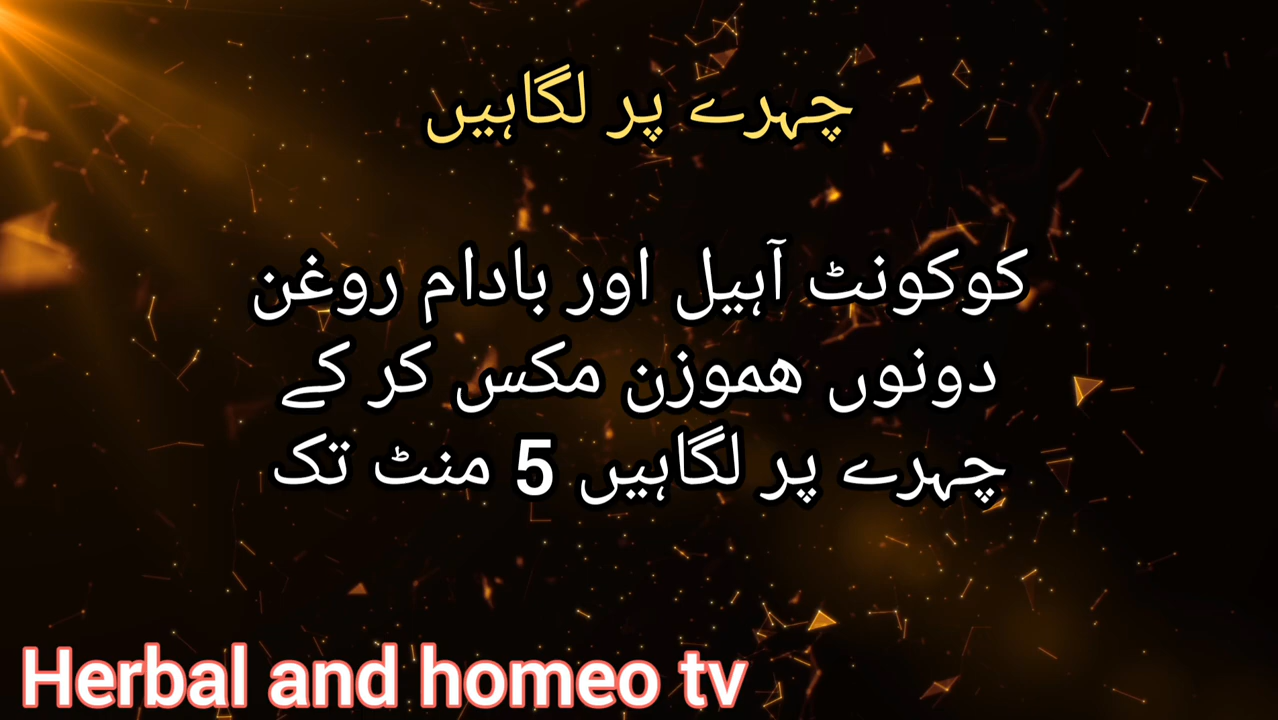 چہرے پر لگاہیں
کوکونٹ آہیل اور بادام روغن
دونوں ھموزن مکس کر کے
چہرے پر لگاہیں 5 منٹ تک
Herbal and homeo tv